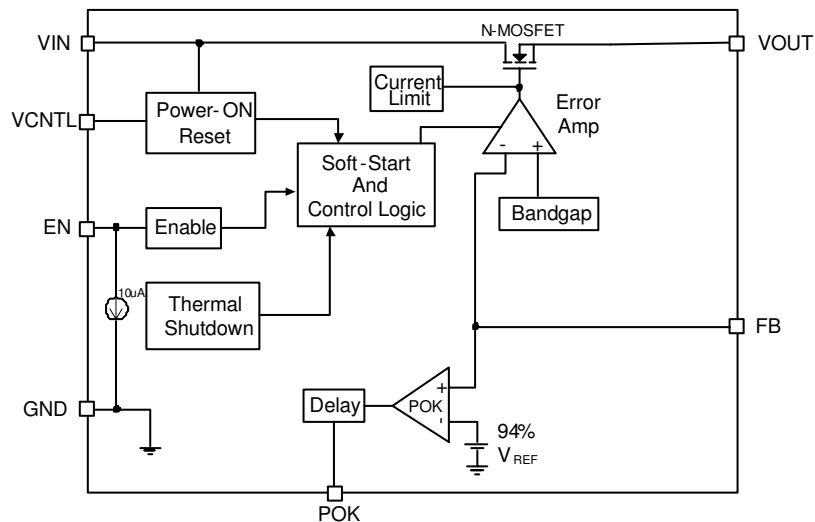 N-MOSFET
VIN
VOUT
Current
Limit
Error
Amp
VCNTL
Power-ON
Reset
- +
Soft-Start
And
Control Logic
Bandgap
EN
Enable
10uA
Thermal
Shutdown
FB
GND
Delay
POK
+
-
94%
VREF
POK